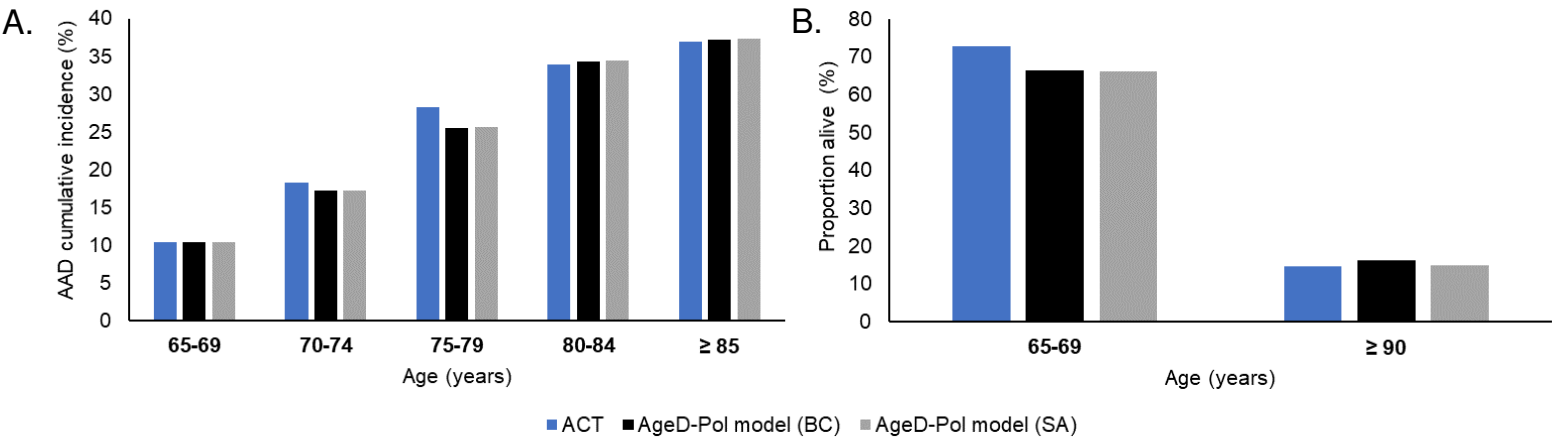 A.
AAD cumulative incidence (%)
40
35
30
25
20
15
10
5
0
65-69 70-74 75-79 80-84 ≥ 85
Age (years)
B.
Proportion alive (%)
80
70
60
50
40
30
20
10
0
65-69 ≥ 90
Age (years)
ACT AgeD-Pol model (BC) AgeD-Pol model (SA)